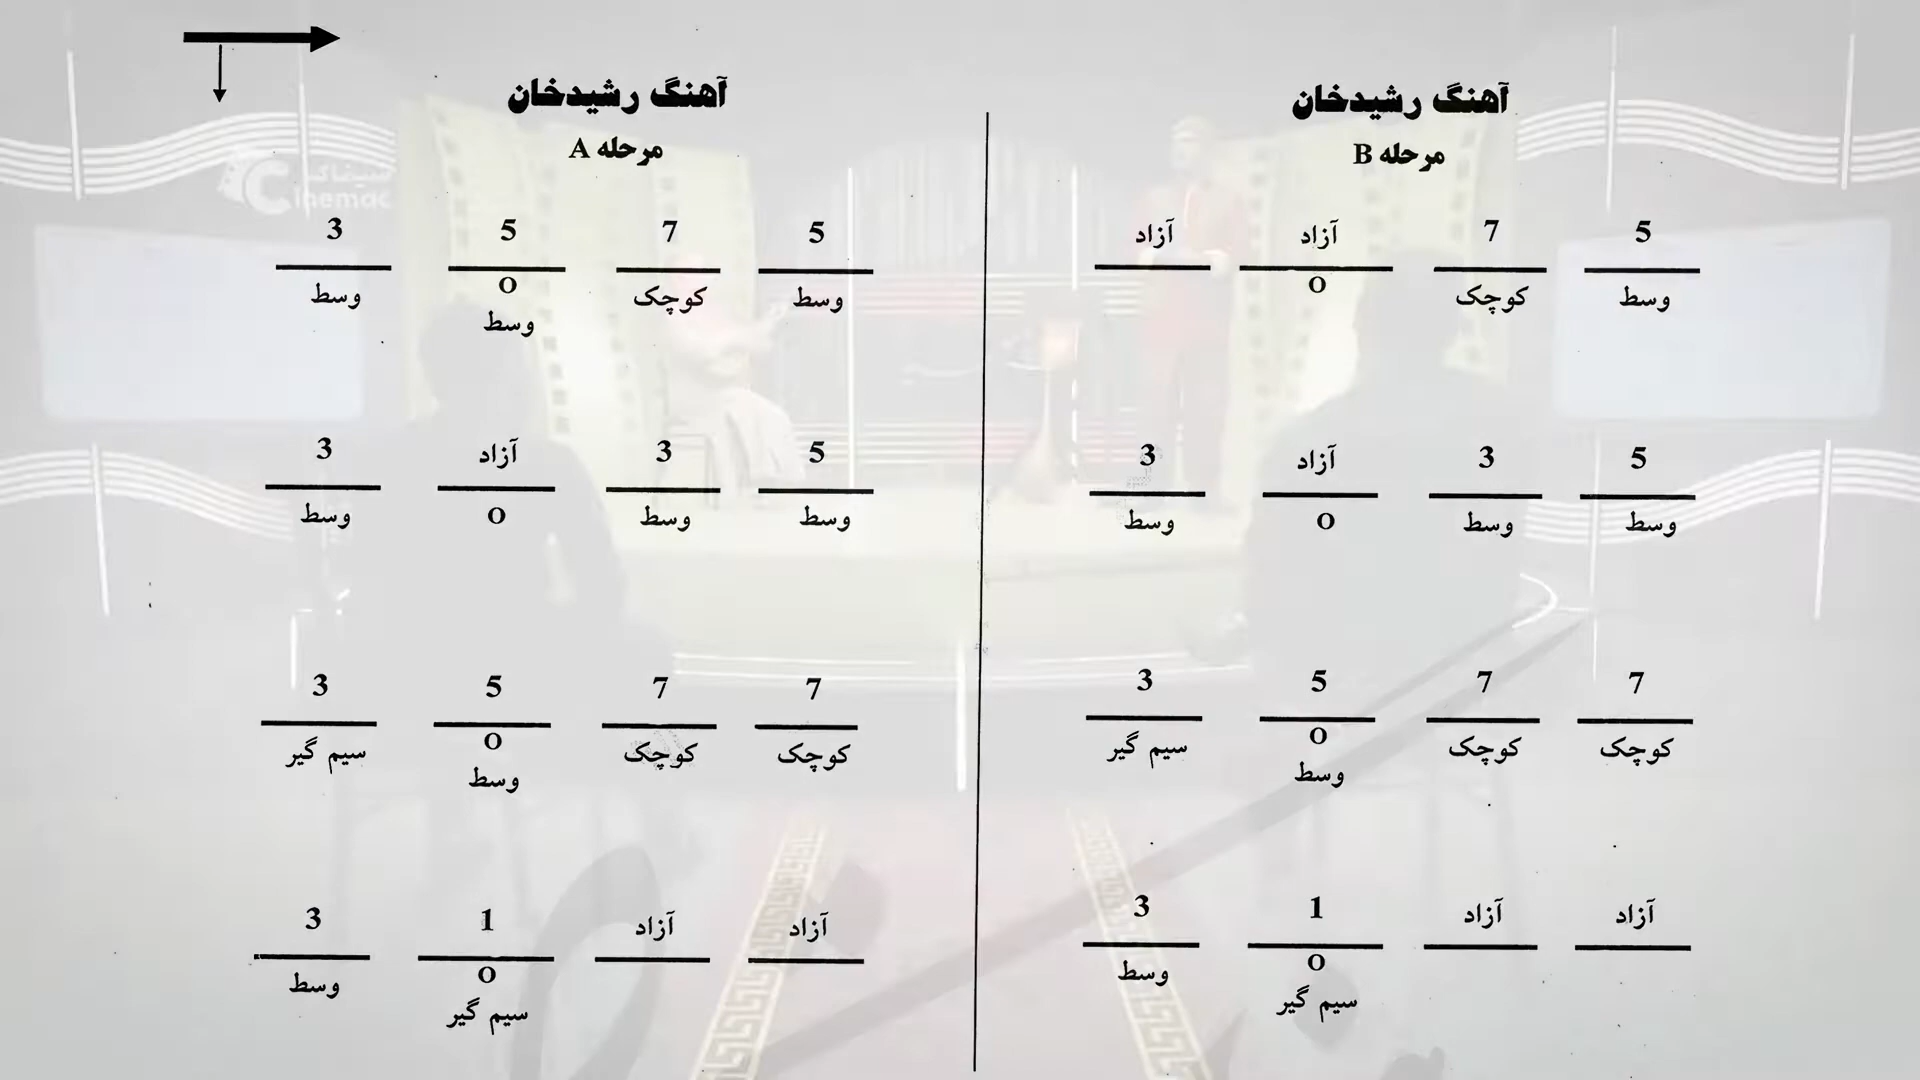 آهنگ رشیدخان
مرحله A
3 5 7 5
وسط O وسط کوچک وسط
3 آزاد 3 5
وسط O وسط وسط
3 5 7 7
سیم گیر O وسط کوچک کوچک
3 1 آزاد آزاد
وسط O سیم گیر
آهنگ رشیدخان
مرحله B
آزاد آزاد 7 5
O کوچک وسط
3 آزاد 3 5
وسط O وسط وسط
3 5 7 7
سیم گیر O وسط کوچک کوچک
3 1 آزاد آزاد
وسط O سیم گیر